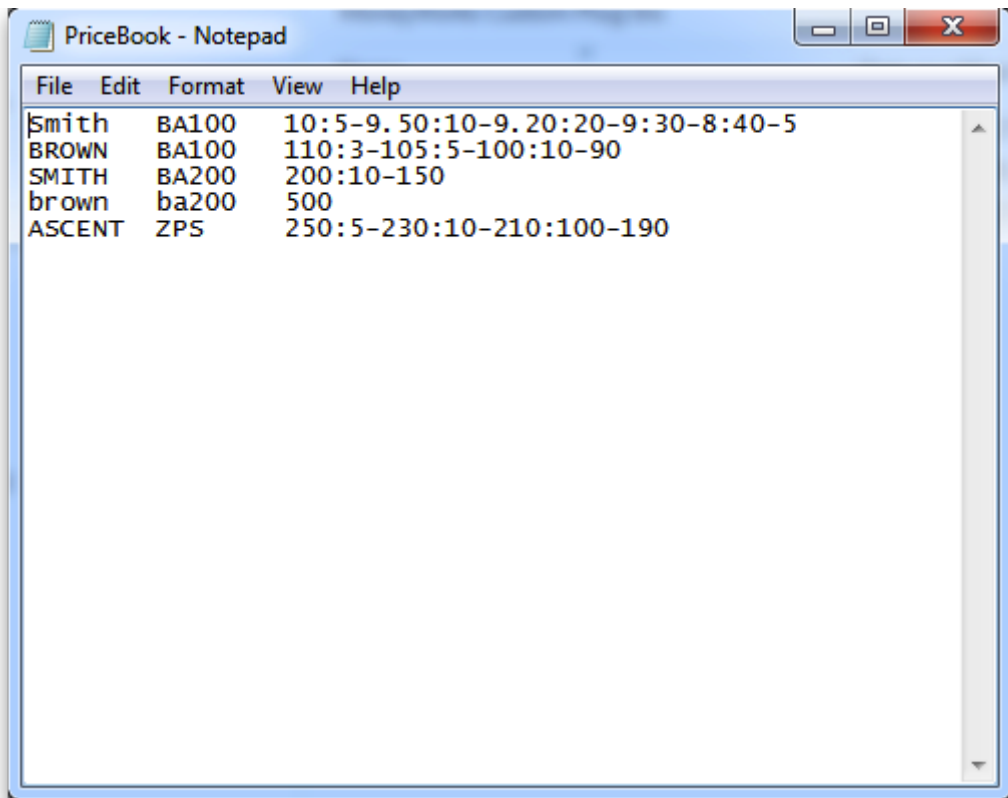 PriceBook - Notepad
File Edit Format View Help
Smith BA100 10:5-9.50:10-9.20:20-9:30-8:40-5
BROWN BA100 110:3-105:5-100:10-90
SMITH BA200 200:10-150
brown ba200 500
ASCENT ZPS 250:5-230:10-210:100-190